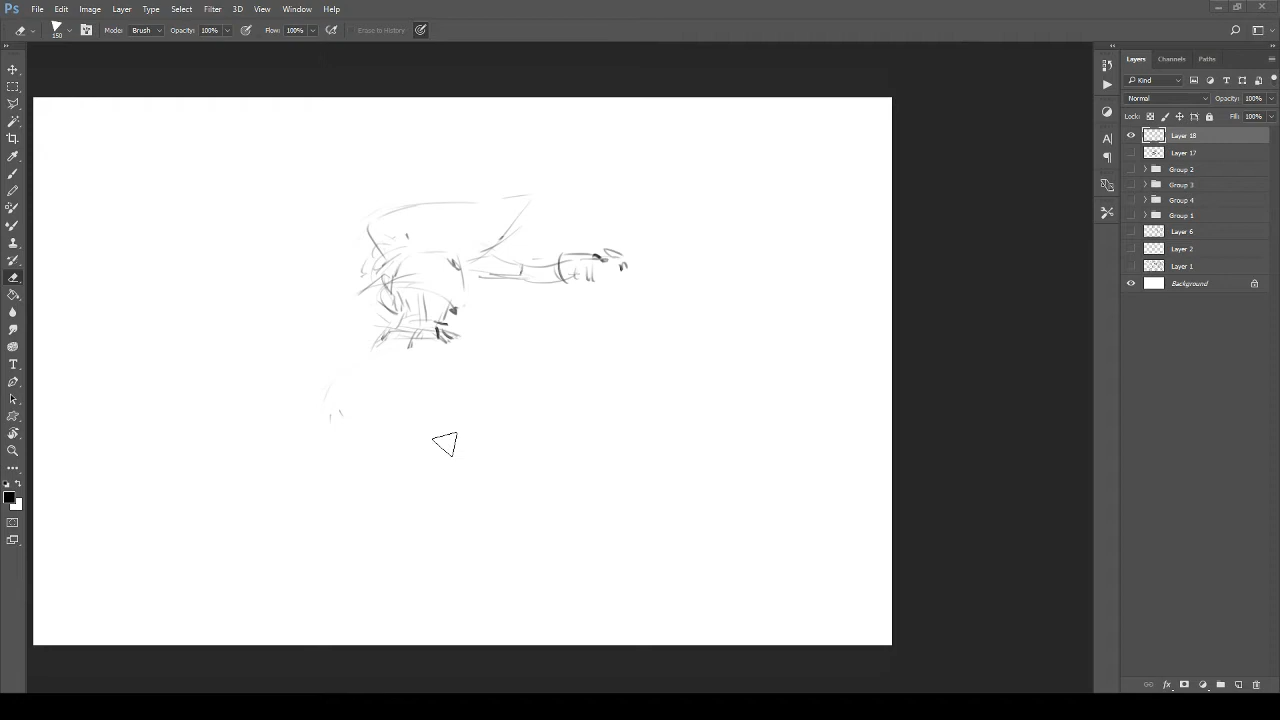 Ps File Edit Image Layer Type Select Filter 3D View Window Help
150 Mode: Brush Opacity: 100% Flow: 100% Erase to History
Layers Channels Paths
Kind
Normal Opacity: 100%
Lock: Fill: 100%
Layer 18
Layer 17
Group 2
Group 3
Group 4
Group 1
Layer 6
Layer 2
Layer 1
Background